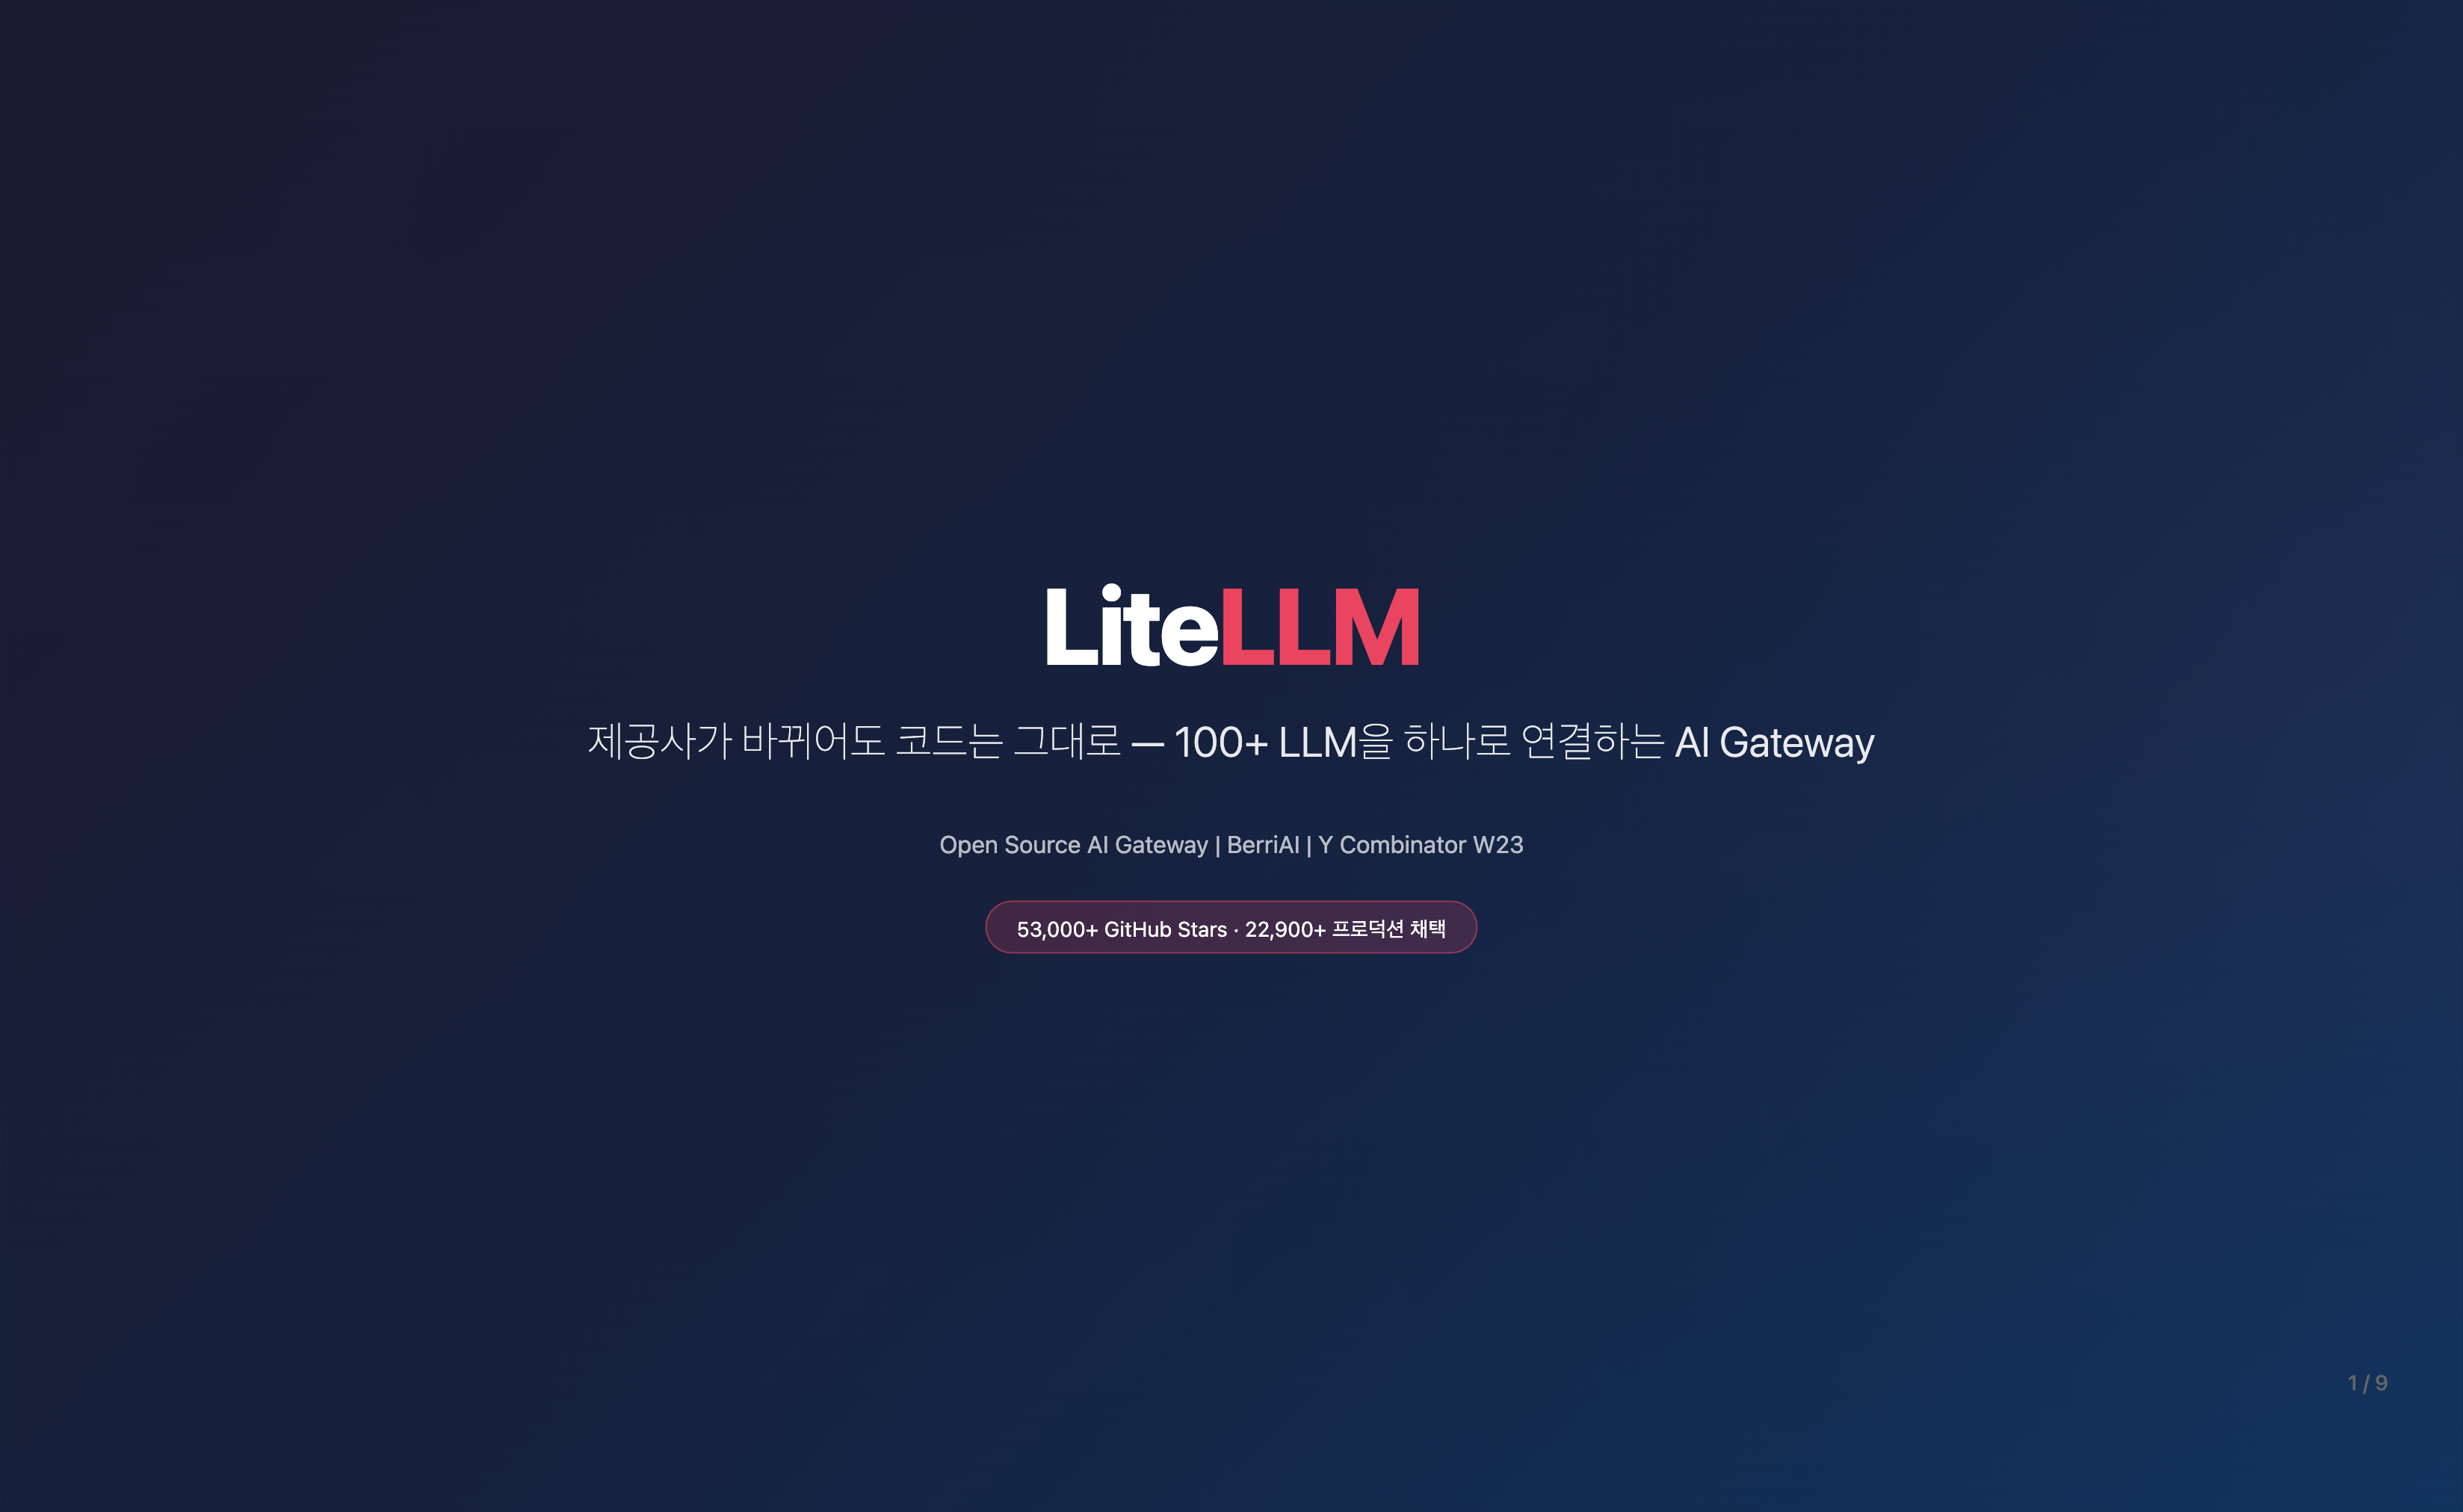 LiteLLM
제공사가 바뀌어도 코드는 그대로 — 100+ LLM을 하나로 연결하는 AI Gateway
Open Source AI Gateway | BerriAI | Y Combinator W23
53,000+ GitHub Stars · 22,900+ 프로덕션 채택
1 / 9